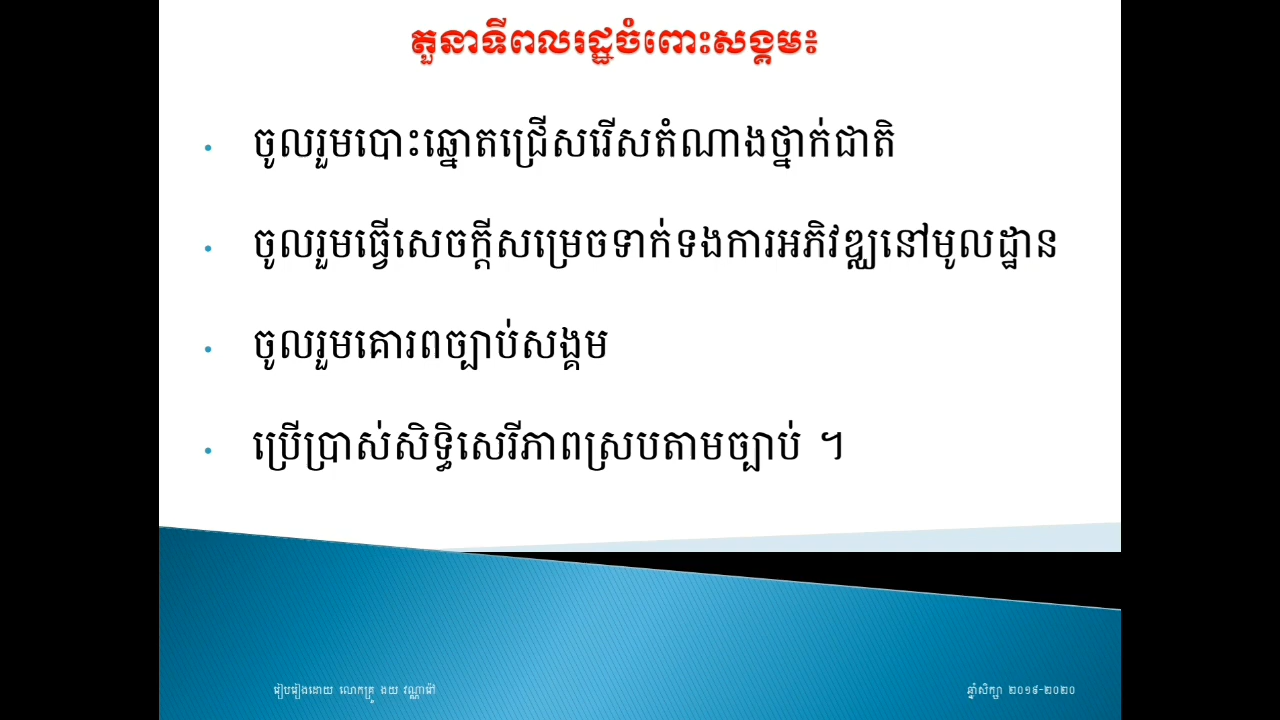 តួនាទីពលរដ្ឋចំពោះសង្គម៖
• ចូលរួមបោះឆ្នោតជ្រើសរើសតំណាងថ្នាក់ជាតិ
• ចូលរួមធ្វើសេចក្ដីសម្រេចទាក់ទងការអភិវឌ្ឈនៅមូលដ្ឋាន
• ចូលរួមគោរពច្បាប់សង្គម
• ប្រើប្រាស់សិទ្ធិសេរីភាពស្របតាមច្បាប់ ។
រៀបរៀងដោយ លោកគ្រូ ងយ វណ្ណារ៉ៅ
ឆ្នាំសិក្សា ២០១៩-២០២០